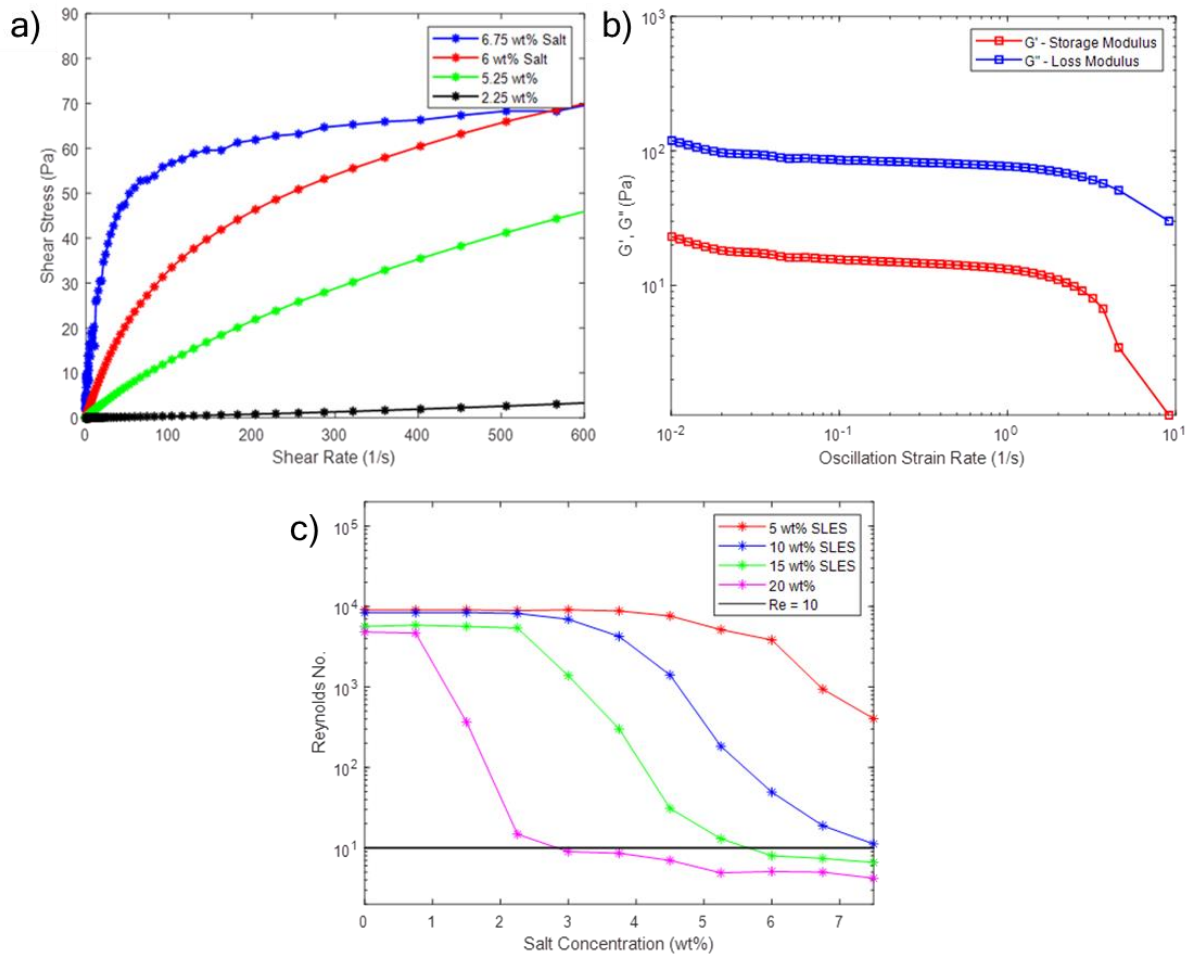 a)
90
80
70
60
50
40
30
20
10
0
Shear Stress (Pa)
0 100 200 300 400 500 600
Shear Rate (1/s)
6.75 wt% Salt
6 wt% Salt
5.25 wt%
2.25 wt%
b)
10³
10²
10¹
G', G" (Pa)
10⁻² 10⁻¹ 10⁰ 10¹
Oscillation Strain Rate (1/s)
G' - Storage Modulus
G" - Loss Modulus
c)
10⁵
10⁴
10³
10²
10¹
Reynolds No.
0 1 2 3 4 5 6 7
Salt Concentration (wt%)
5 wt% SLES
10 wt% SLES
15 wt% SLES
20 wt%
Re = 10